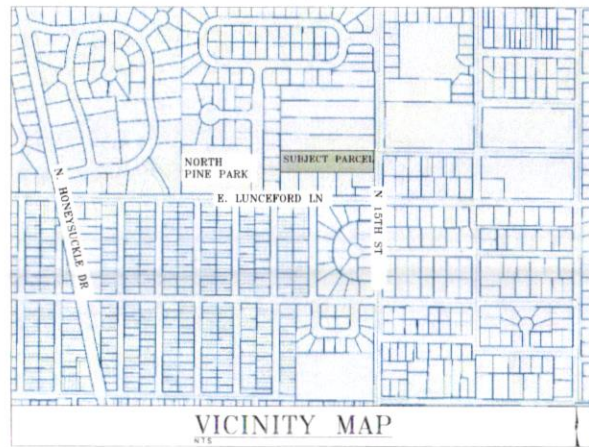 NORTH
PINE PARK
SUBJECT PARCEL
E. LUNCEFORD LN
N. HONEYSUCKLE DR
N 15TH ST
VICINITY MAP
NTS